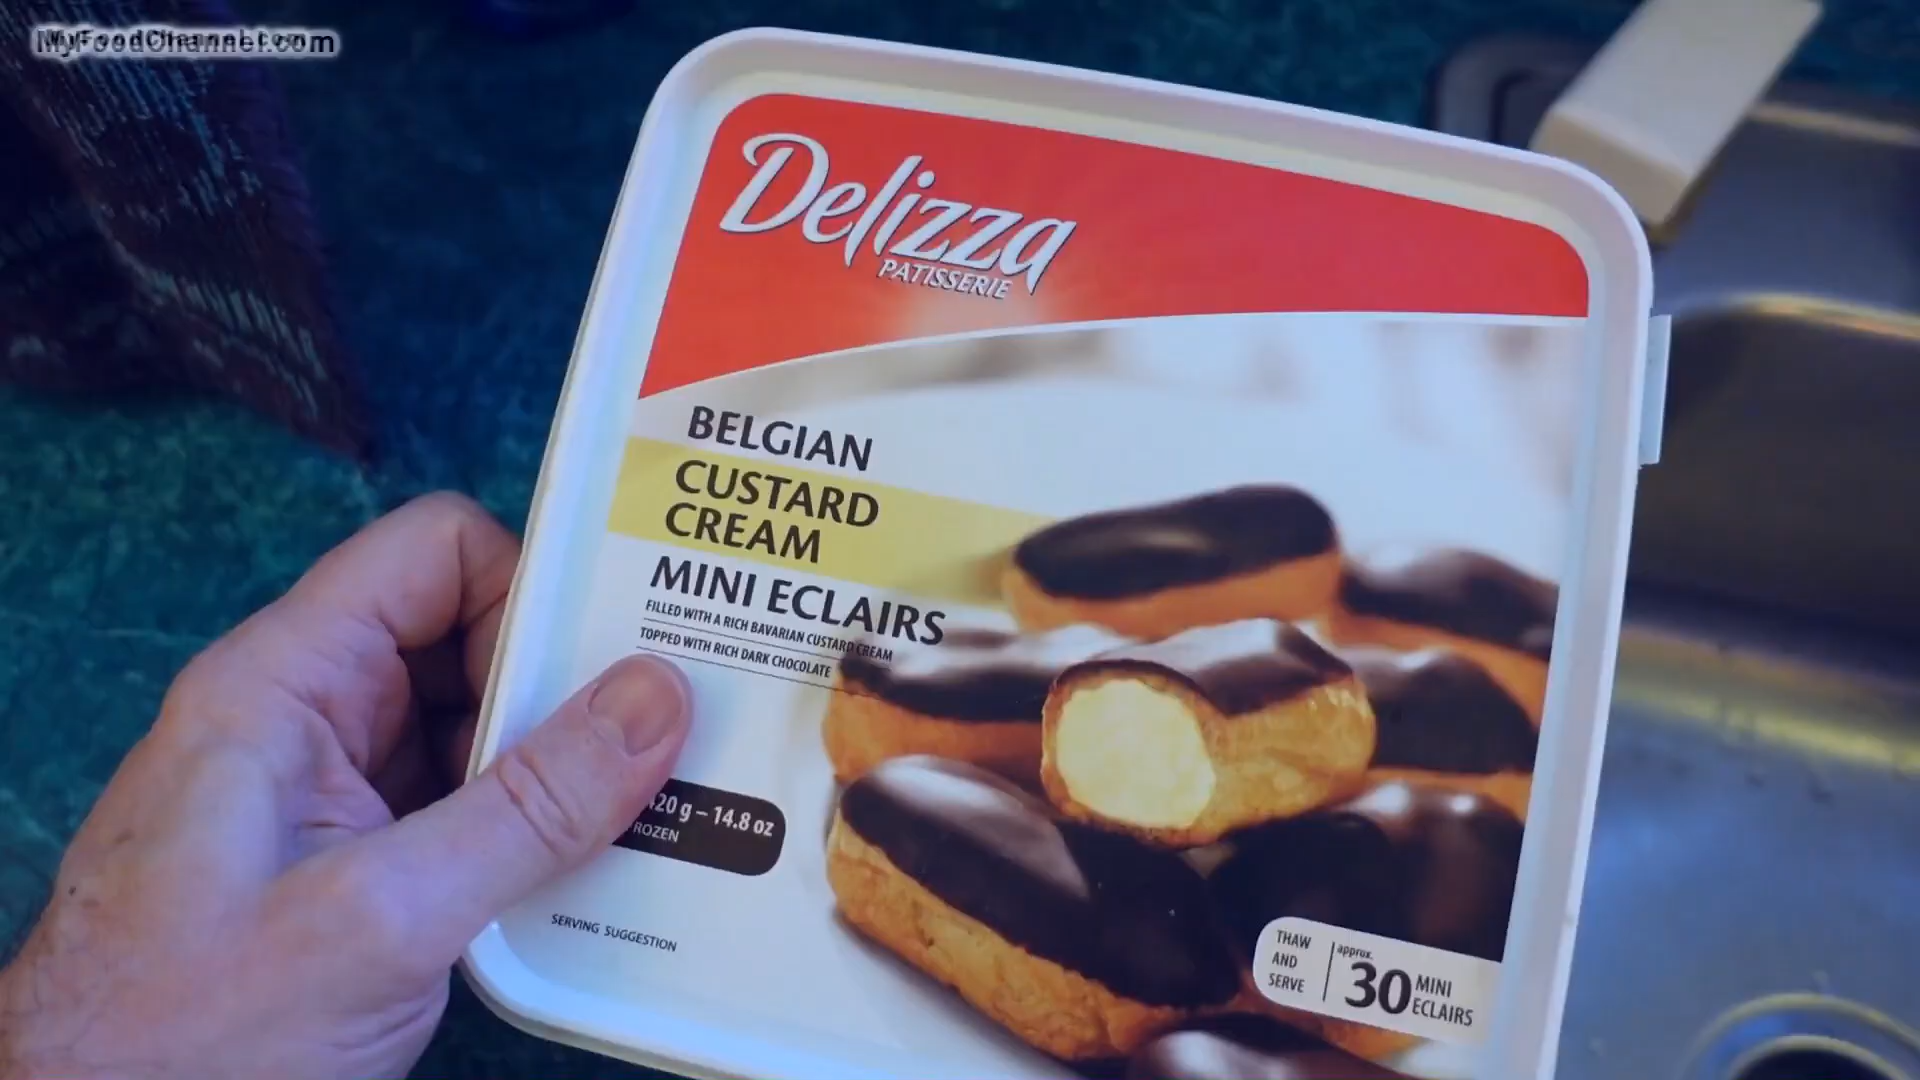 MyFoodChannel.com
Delizza
PATISSERIE
BELGIAN
CUSTARD
CREAM
MINI ECLAIRS
FILLED WITH A RICH BAVARIAN CUSTARD CREAM
TOPPED WITH RICH DARK CHOCOLATE
20 g – 14.8 oz
ROZEN
SERVING SUGGESTION
THAW
AND
SERVE
approx.
30 MINI
ECLAIRS